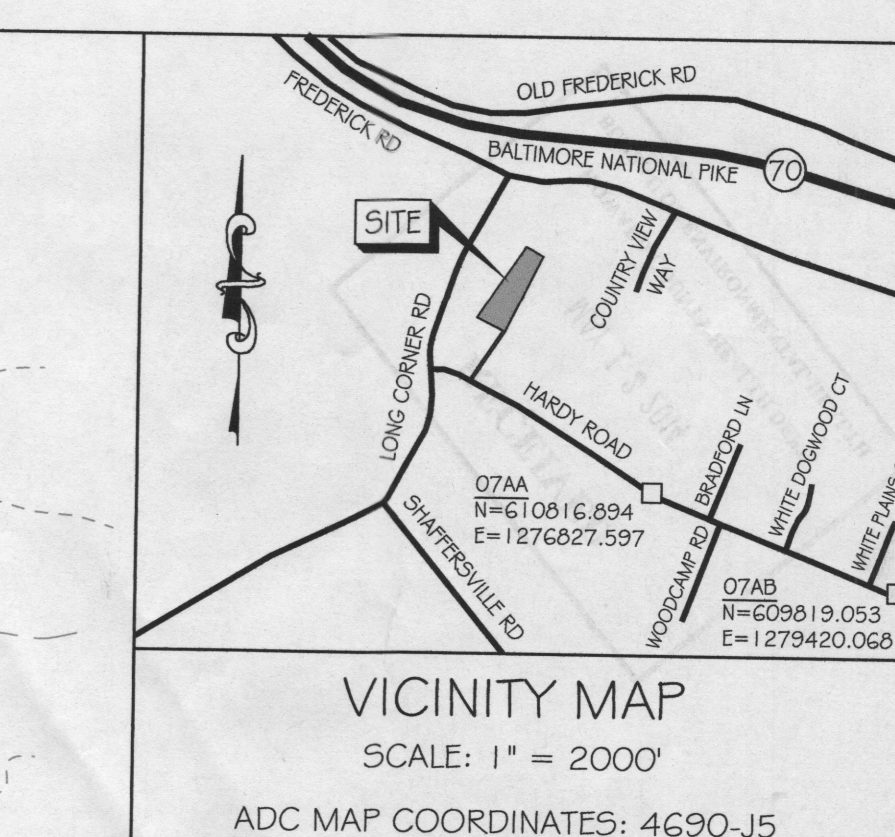 OLD FREDERICK RD
FREDERICK RD
BALTIMORE NATIONAL PIKE
70
SITE
COUNTRY VIEW
WAY
LONG CORNER RD
HARDY ROAD
BRADFORD LN
WHITE DOGWOOD CT
WHITE PLAINS
07AA
N=610816.894
E=1276827.597
SHAFFERSVILLE RD
WOODCAMP RD
07AB
N=609819.053
E=1279420.068
VICINITY MAP
SCALE: 1" = 2000'
ADC MAP COORDINATES: 4690-J5